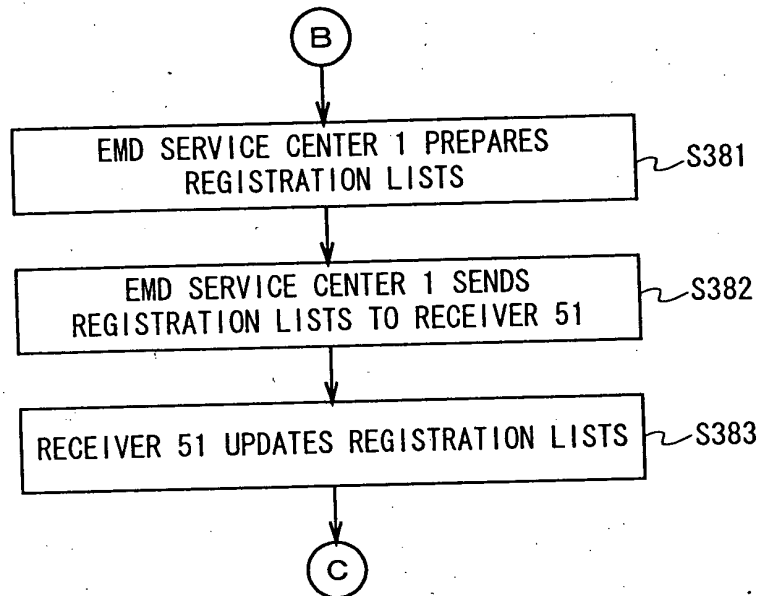 B
EMD SERVICE CENTER 1 PREPARES
REGISTRATION LISTS
S381
EMD SERVICE CENTER 1 SENDS
REGISTRATION LISTS TO RECEIVER 51
S382
RECEIVER 51 UPDATES REGISTRATION LISTS
S383
C